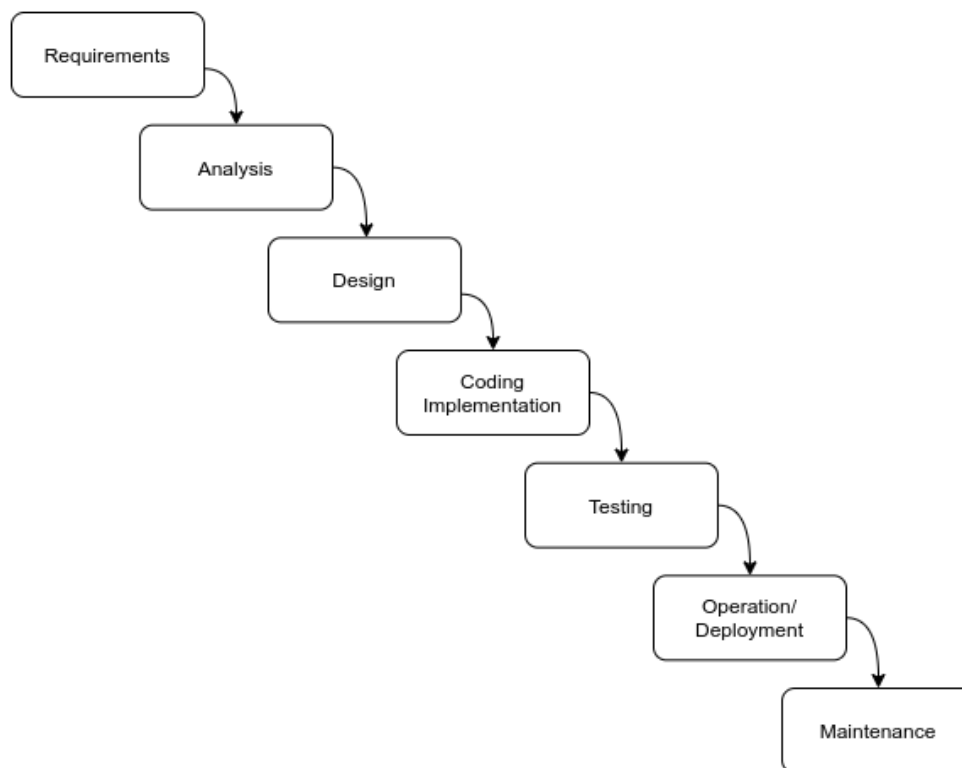 Requirements
Analysis
Design
Coding
Implementation
Testing
Operation/
Deployment
Maintenance